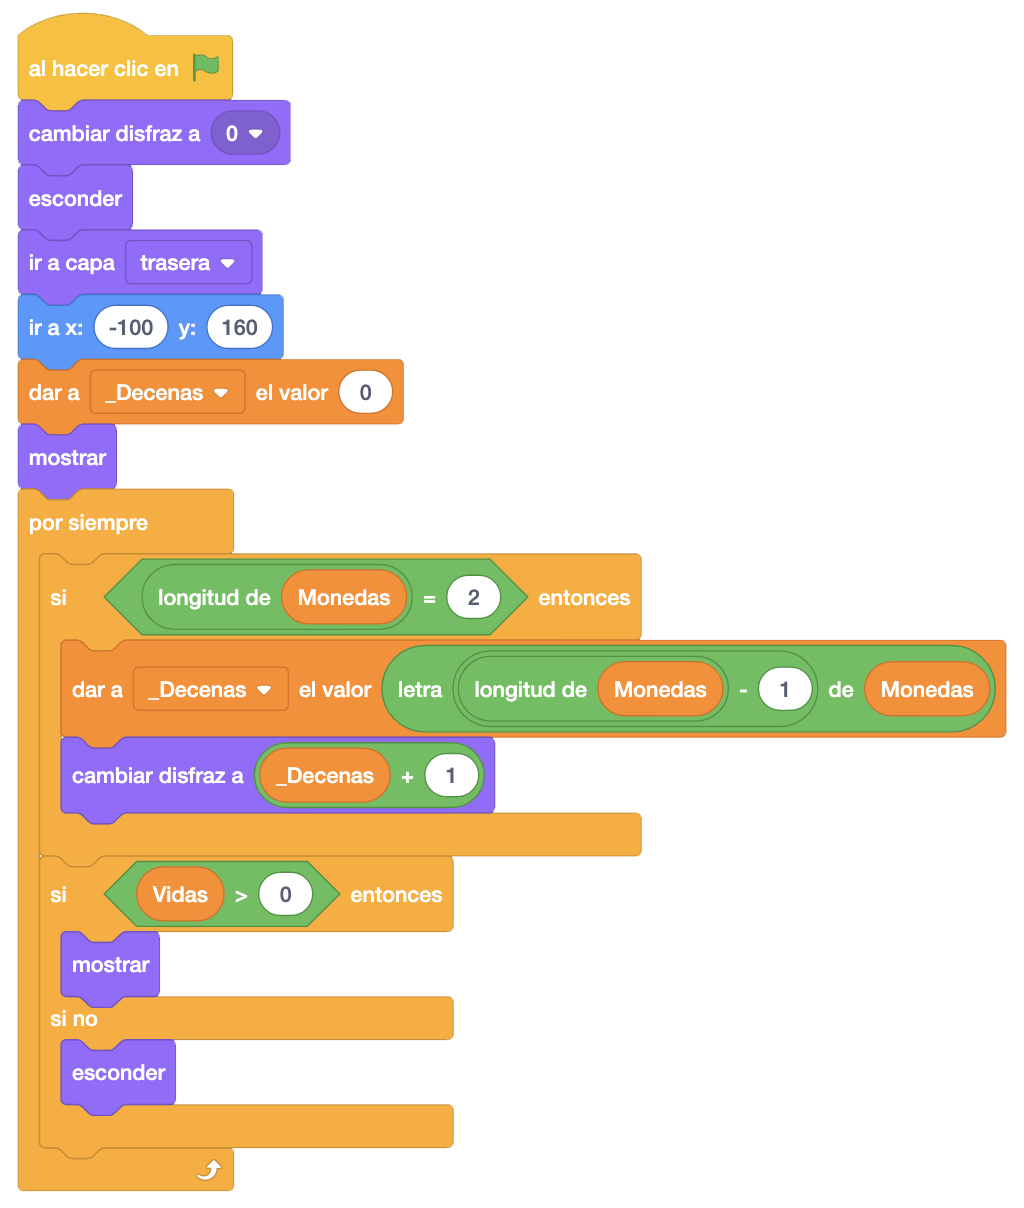 al hacer clic en
cambiar disfraz a 0
esconder
ir a capa trasera
ir a x: -100 y: 160
dar a _Decenas el valor 0
mostrar
por siempre
si longitud de Monedas = 2 entonces
dar a _Decenas el valor letra longitud de Monedas - 1 de Monedas
cambiar disfraz a _Decenas + 1
si Vidas > 0 entonces
mostrar
si no
esconder